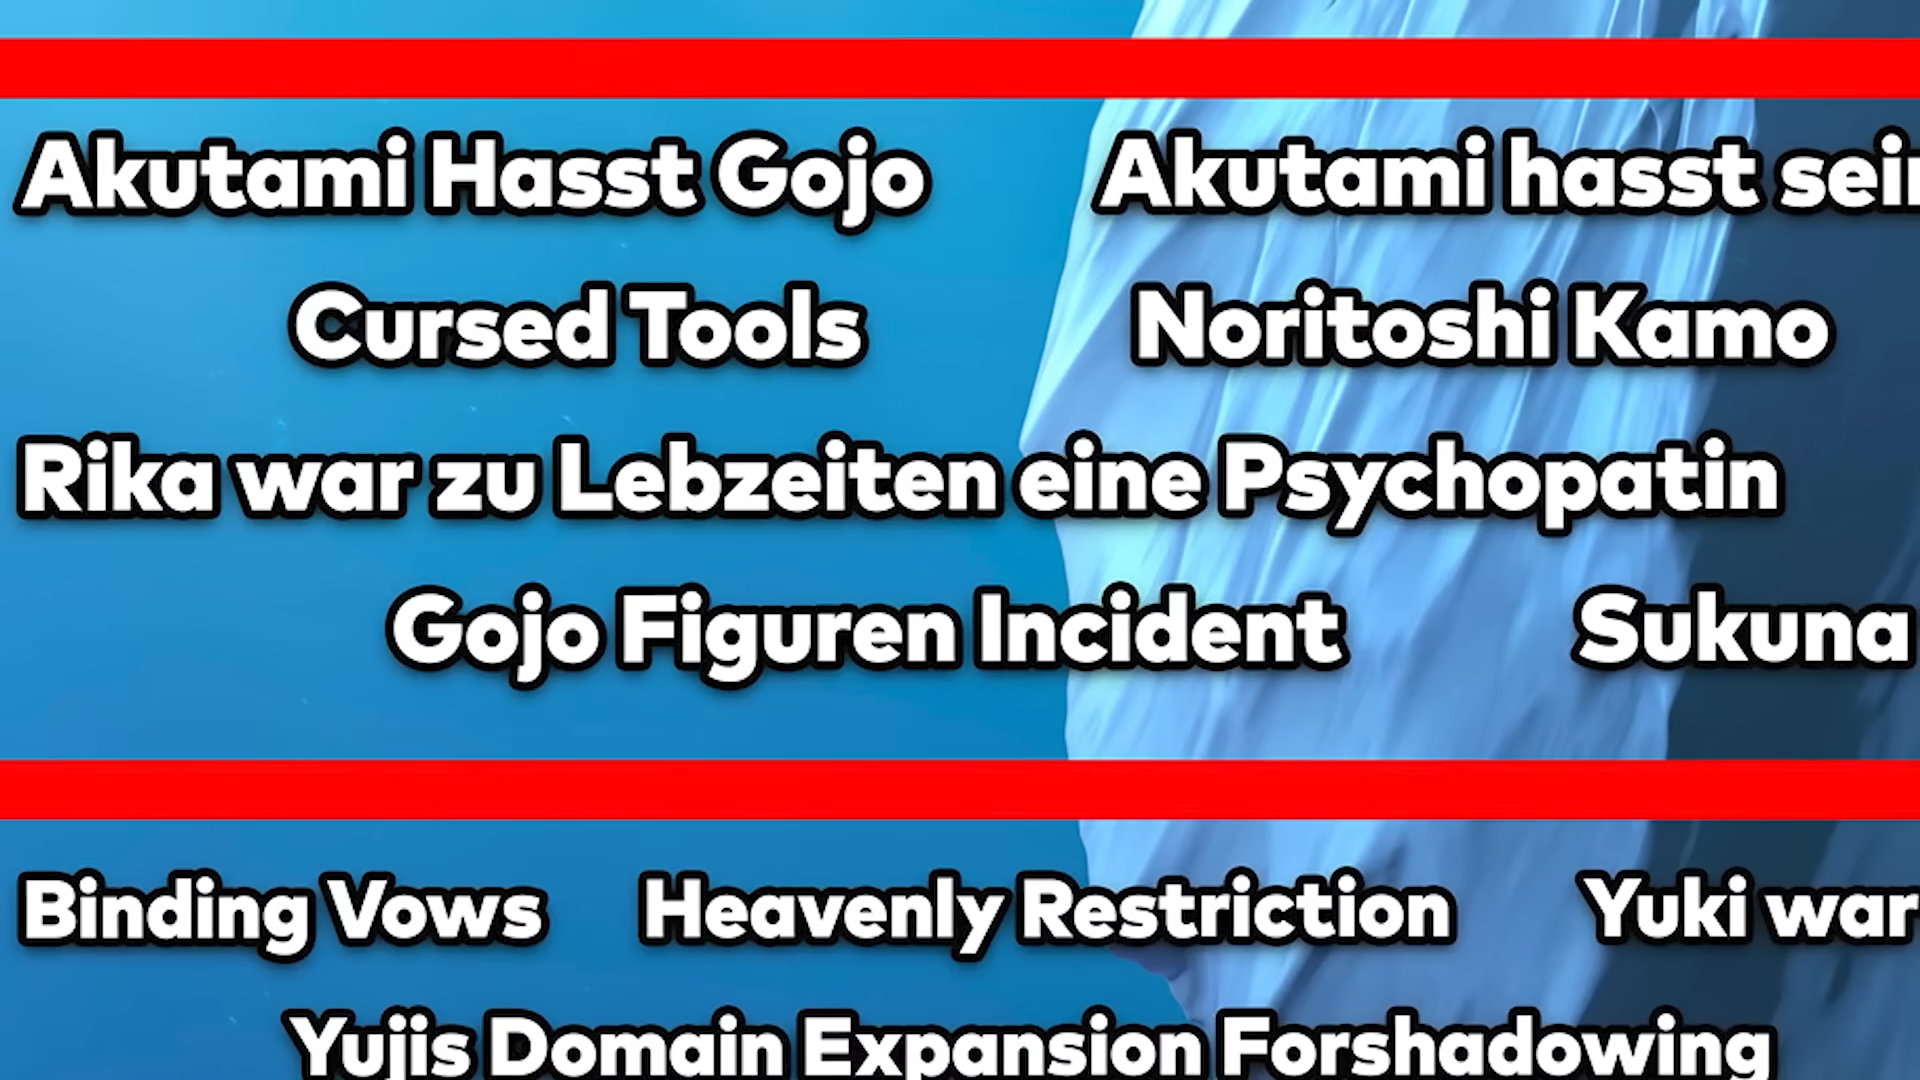 Akutami Hasst Gojo Akutami hasst
Cursed Tools Noritoshi Kamo
Rika war zu Lebzeiten eine Psychopatin
Gojo Figuren Incident Sukuna
Binding Vows Heavenly Restriction Yuki war
Yujis Domain Expansion Forshadowing